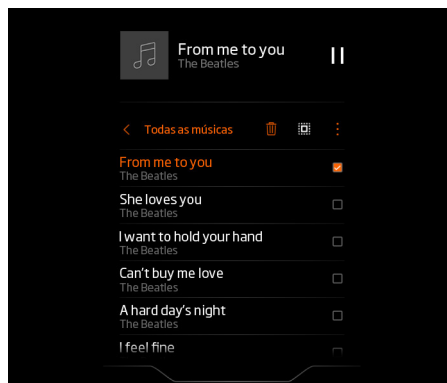 From me to you
The Beatles
Todas as músicas
From me to you
The Beatles
She loves you
The Beatles
I want to hold your hand
The Beatles
Can't buy me love
The Beatles
A hard day's night
The Beatles
I feel fine